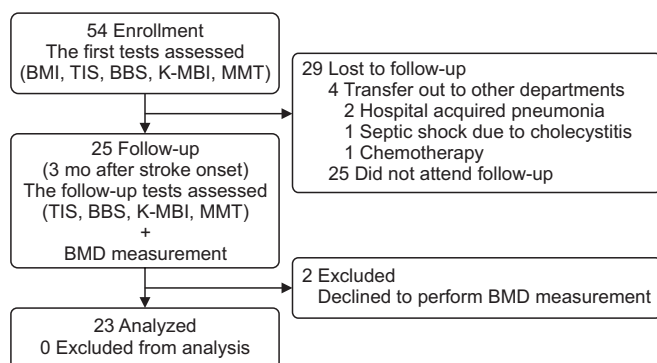 54 Enrollment
The first tests assessed
(BMI, TIS, BBS, K-MBI, MMT)
29 Lost to follow-up
4 Transfer out to other departments
2 Hospital acquired pneumonia
1 Septic shock due to cholecystitis
1 Chemotherapy
25 Did not attend follow-up
25 Follow-up
(3 mo after stroke onset)
The follow-up tests assessed
(TIS, BBS, K-MBI, MMT)
+
BMD measurement
2 Excluded
Declined to perform BMD measurement
23 Analyzed
0 Excluded from analysis